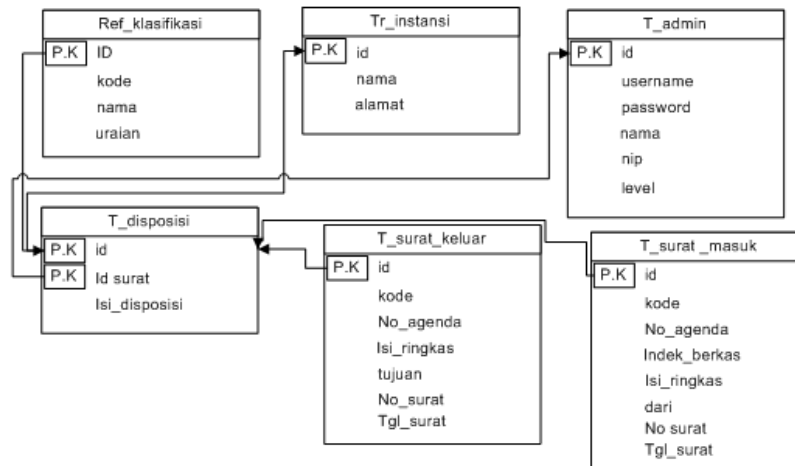 Ref_klasifikasi
P.K ID
kode
nama
uraian
Tr_instansi
P.K id
nama
alamat
T_admin
P.K id
username
password
nama
nip
level
T_disposisi
P.K id
P.K Id surat
Isi_disposisi
T_surat_keluar
P.K id
kode
No_agenda
Isi_ringkas
tujuan
No_surat
Tgl_surat
T_surat _masuk
P.K id
kode
No_agenda
Indek_berkas
Isi_ringkas
dari
No surat
Tgl_surat